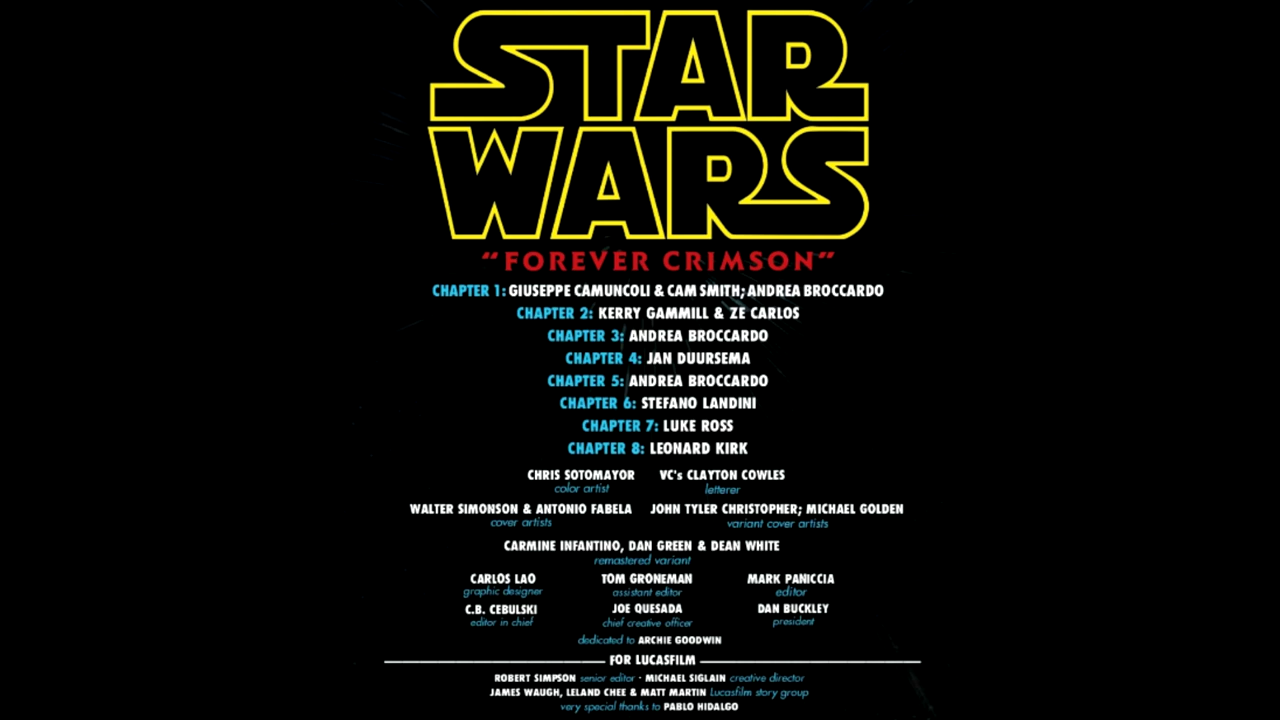 STAR
WARS
“FOREVER CRIMSON”
CHAPTER 1: GIUSEPPE CAMUNCOLI & CAM SMITH; ANDREA BROCCARDO
CHAPTER 2: KERRY GAMMILL & ZE CARLOS
CHAPTER 3: ANDREA BROCCARDO
CHAPTER 4: JAN DUURSEMA
CHAPTER 5: ANDREA BROCCARDO
CHAPTER 6: STEFANO LANDINI
CHAPTER 7: LUKE ROSS
CHAPTER 8: LEONARD KIRK
CHRIS SOTOMAYOR VC's CLAYTON COWLES
color artist letterer
WALTER SIMONSON & ANTONIO FABELA JOHN TYLER CHRISTOPHER; MICHAEL GOLDEN
cover artists variant cover artists
CARMINE INFANTINO, DAN GREEN & DEAN WHITE
remastered variant
CARLOS LAO TOM GRONEMAN MARK PANICCIA
graphic designer assistant editor editor
C.B. CEBULSKI JOE QUESADA DAN BUCKLEY
editor in chief chief creative officer president
dedicated to ARCHIE GOODWIN
FOR LUCASFILM
ROBERT SIMPSON senior editor · MICHAEL SIGLAIN creative director
JAMES WAUGH, LELAND CHEE & MATT MARTIN Lucasfilm story group
very special thanks to PABLO HIDALGO